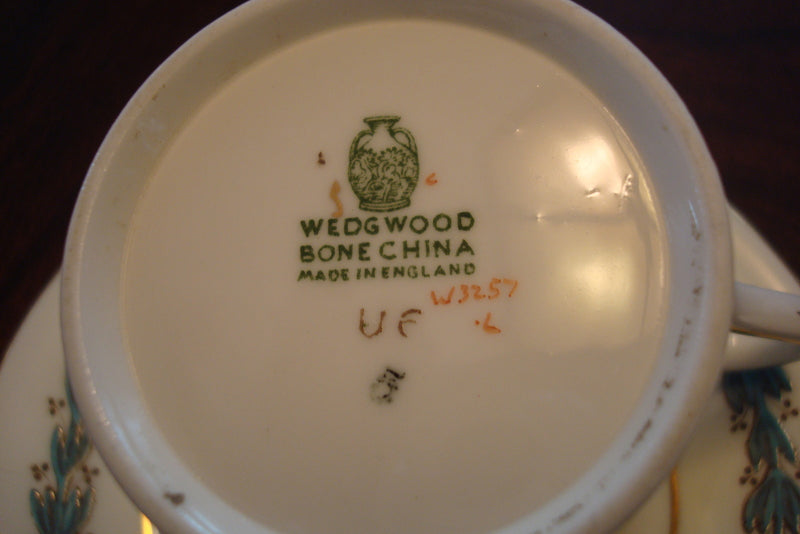 WEDGWOOD
BONE CHINA
MADE IN ENGLAND
W3257
UF
.L